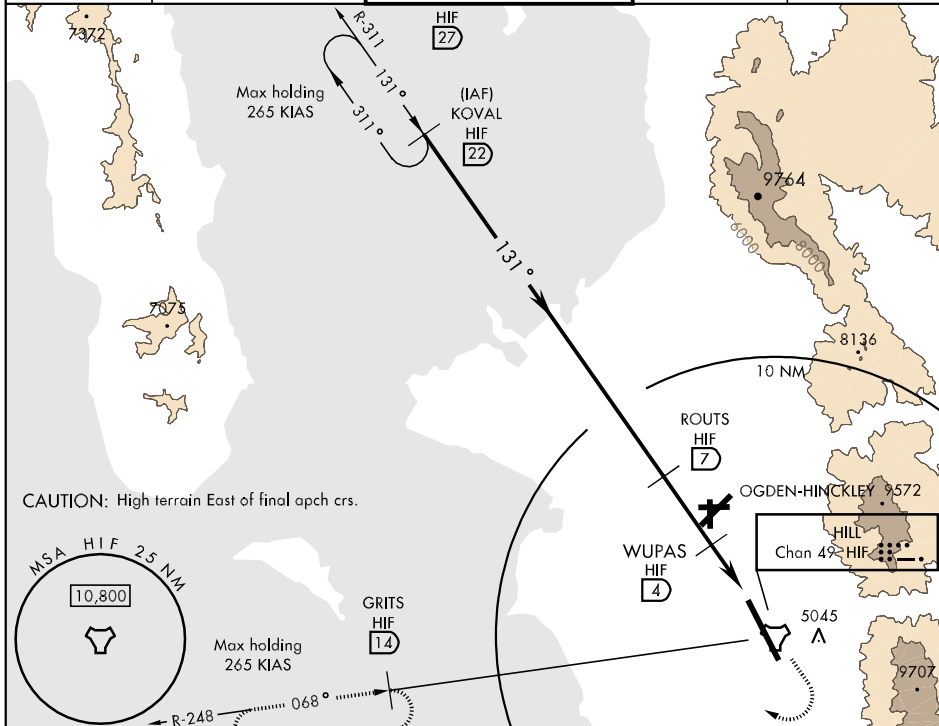 7372
R-311
HIF
27
131°
311°
Max holding
265 KIAS
(IAF)
KOVAL
HIF
22
9764
6000
8000
131°
7075
8136
10 NM
ROUTS
HIF
7
CAUTION: High terrain East of final apch crs.
OGDEN-HINCKLEY
9572
HILL
Chan 49 HIF
WUPAS
HIF
4
MSA HIF 25 NM
10,800
GRITS
HIF
14
5045
Max holding
265 KIAS
9707
R-248
068°